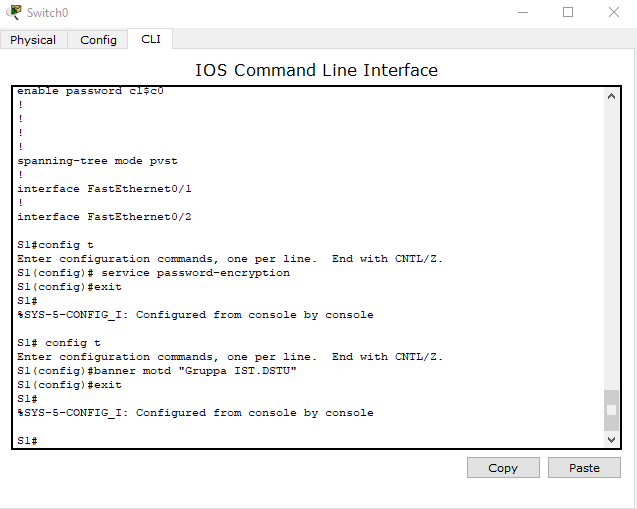 Switch0
Physical Config CLI
IOS Command Line Interface
enable password c1$c0
!
!
!
!
spanning-tree mode pvst
!
interface FastEthernet0/1
!
interface FastEthernet0/2
S1#config t
Enter configuration commands, one per line.  End with CNTL/Z.
S1(config)# service password-encryption
S1(config)#exit
S1#
%SYS-5-CONFIG_I: Configured from console by console
S1# config t
Enter configuration commands, one per line.  End with CNTL/Z.
S1(config)#banner motd "Gruppa IST.DSTU"
S1(config)#exit
S1#
%SYS-5-CONFIG_I: Configured from console by console
S1#
Copy Paste